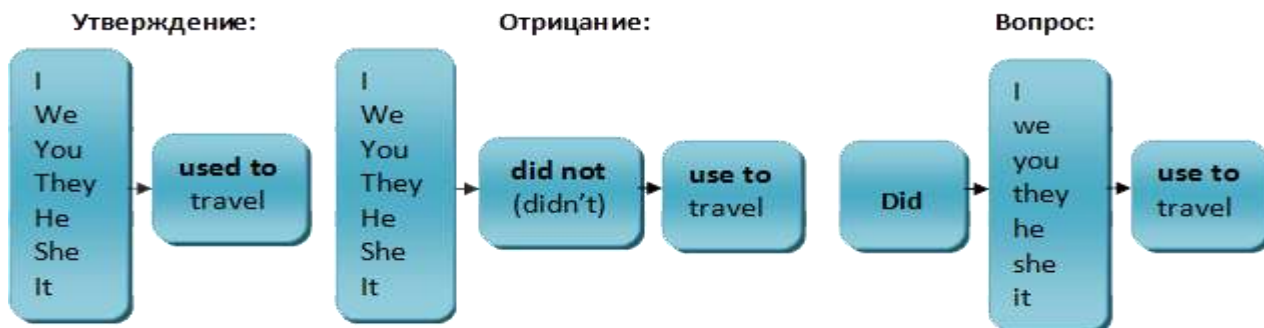 Утверждение:
I
We
You
They
He
She
It
used to
travel
Отрицание:
I
We
You
They
He
She
It
did not
(didn't)
use to
travel
Вопрос:
Did
I
we
you
they
he
she
it
use to
travel